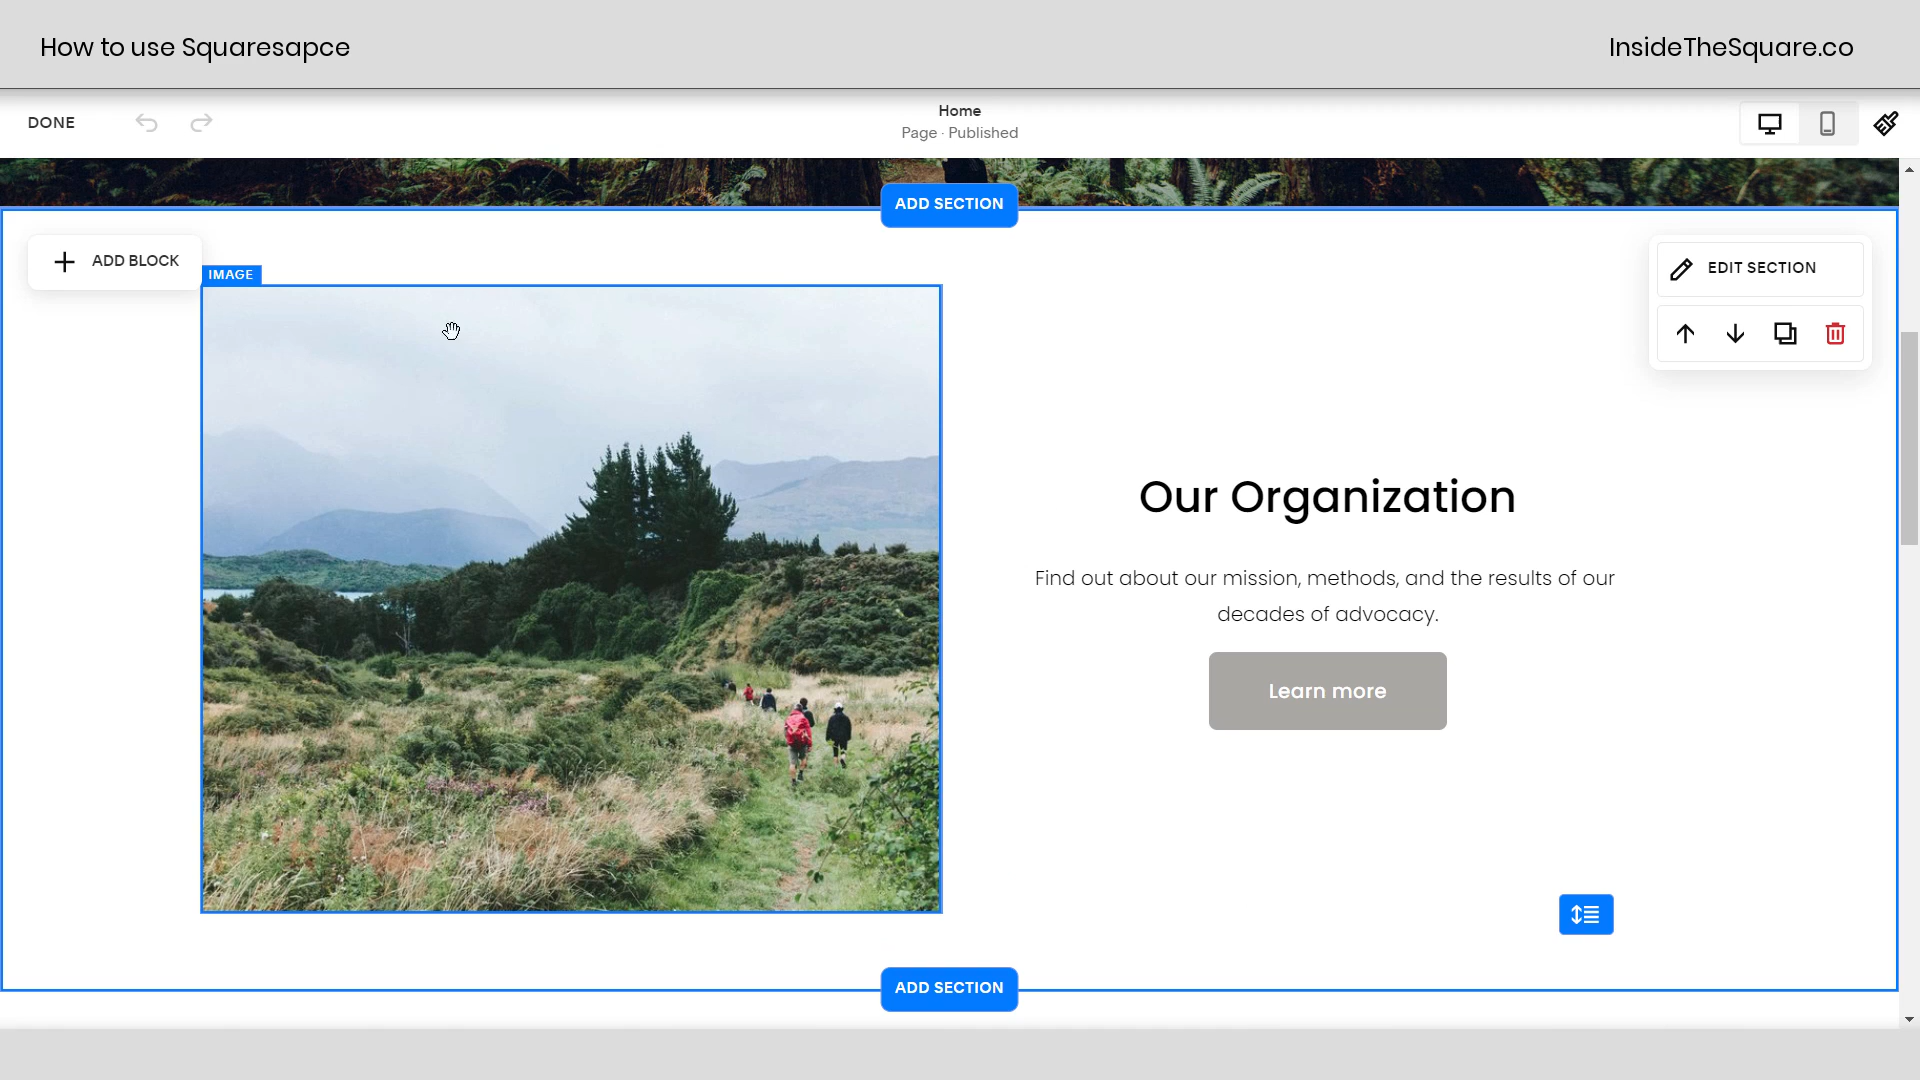 How to use Squaresapce
InsideTheSquare.co
DONE
Home
Page · Published
ADD SECTION
ADD BLOCK
IMAGE
EDIT SECTION
Our Organization
Find out about our mission, methods, and the results of our
decades of advocacy.
Learn more
ADD SECTION